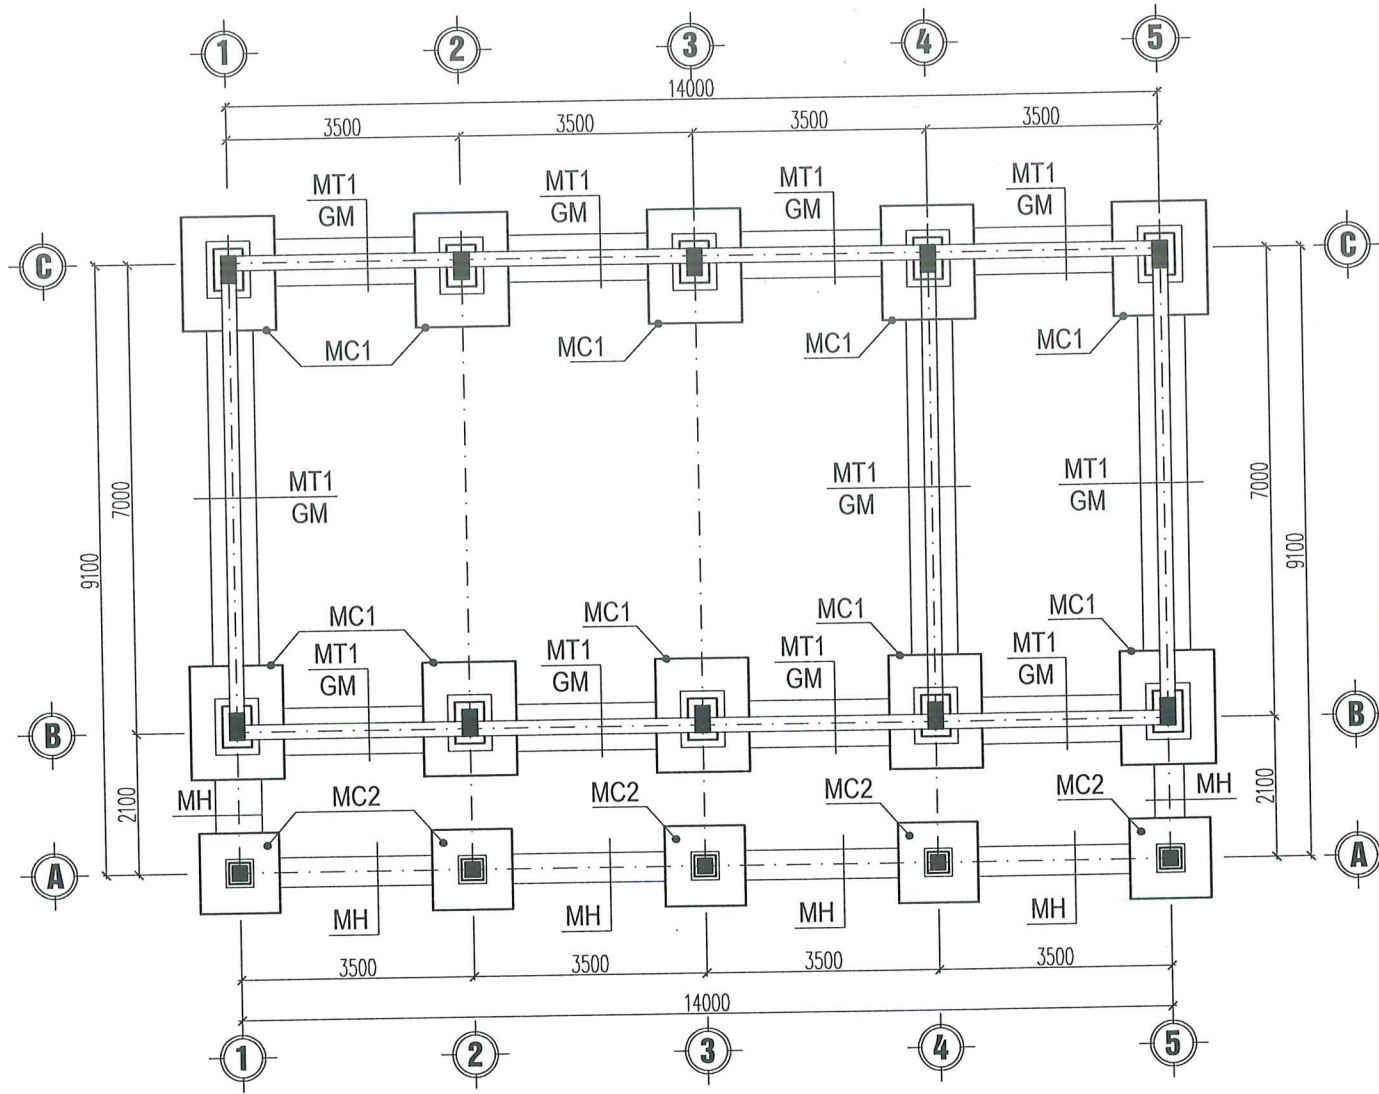 1 2 3 4 5
14000
3500 3500 3500 3500
MT1 MT1 MT1 MT1
GM GM GM GM
C C
MC1 MC1 MC1 MC1
MT1 MT1 MT1
GM GM GM
7000 7000
9100 9100
MC1 MC1 MC1 MC1
MT1 MT1 MT1 MT1
GM GM GM GM
B B
MH MC2 MC2 MC2 MC2 MH
2100 2100
A A
MH MH MH MH
3500 3500 3500 3500
14000
1 2 3 4 5